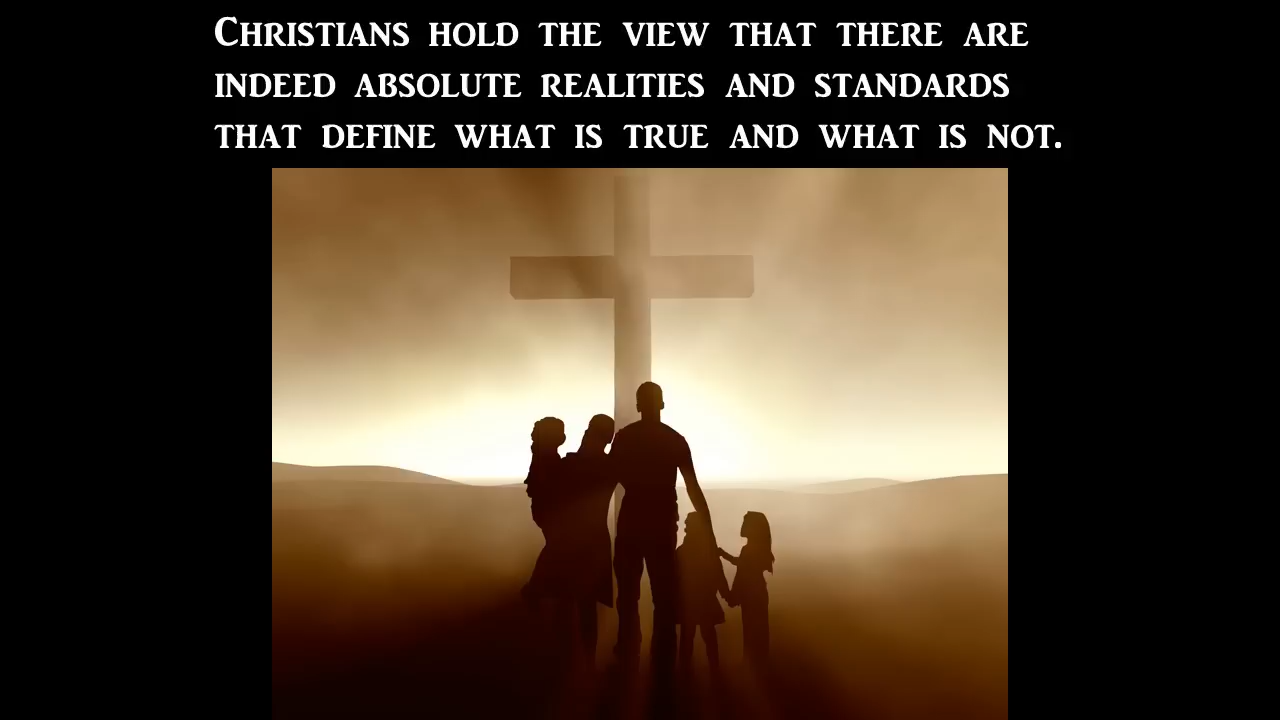 Christians hold the view that there are
indeed absolute realities and standards
that define what is true and what is not.